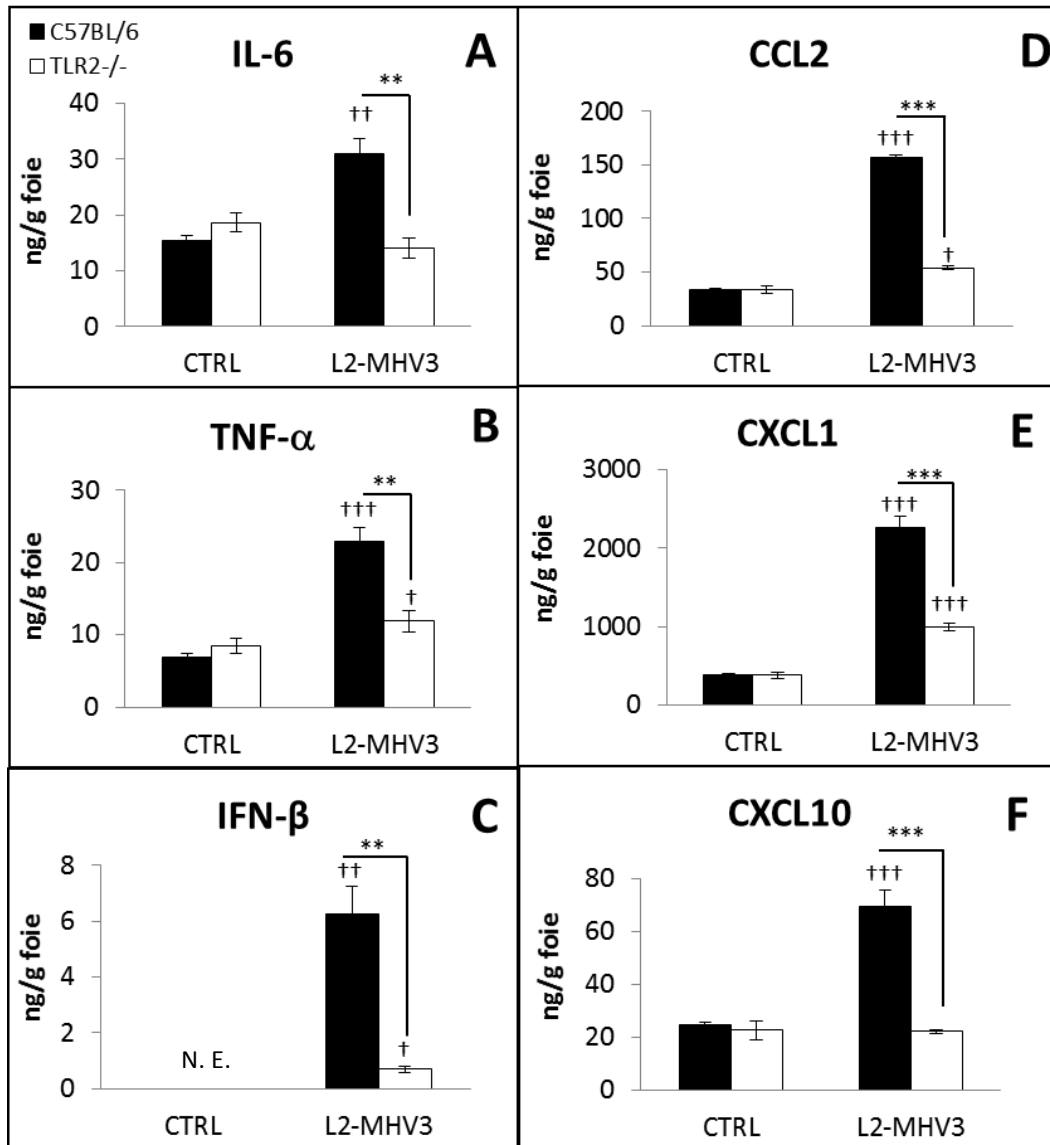 C57BL/6
TLR2-/-
IL-6
A
ng/g foie
40
30
20
10
0
††
**
CTRL
L2-MHV3
TNF-α
B
ng/g foie
30
20
10
0
†††
**
†
CTRL
L2-MHV3
IFN-β
C
ng/g foie
8
6
4
2
0
N. E.
††
**
†
CTRL
L2-MHV3
CCL2
D
ng/g foie
200
150
100
50
0
†††
***
†
CTRL
L2-MHV3
CXCL1
E
ng/g foie
3000
2000
1000
0
†††
***
†††
CTRL
L2-MHV3
CXCL10
F
ng/g foie
80
60
40
20
0
†††
***
CTRL
L2-MHV3